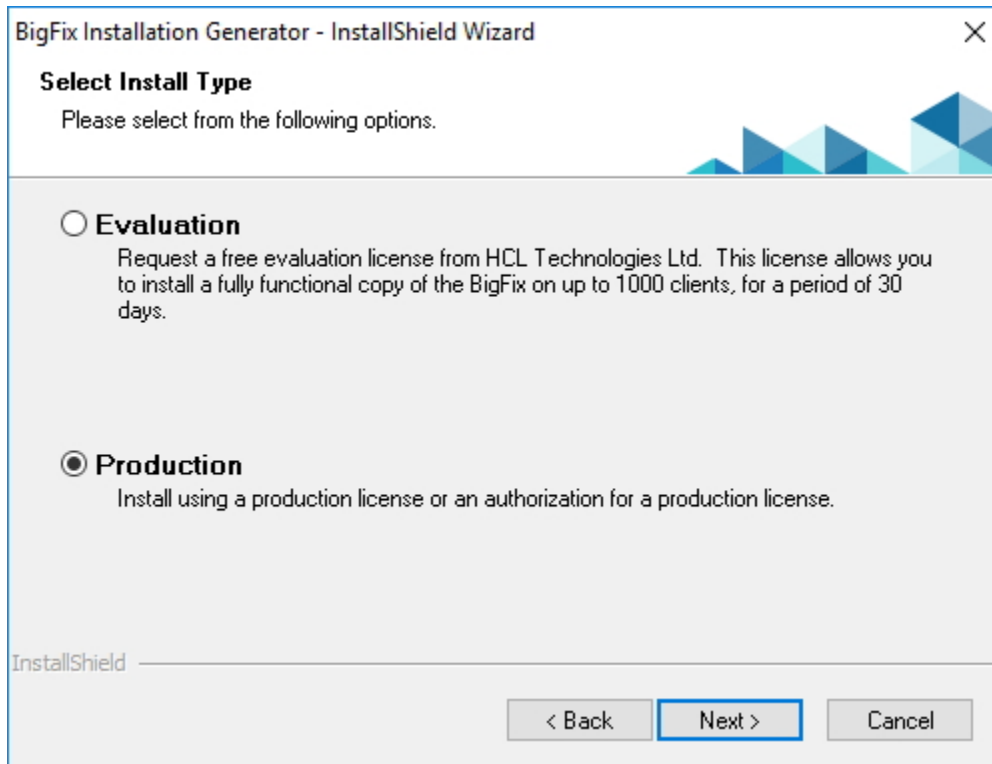 BigFix Installation Generator - InstallShield Wizard
Select Install Type
Please select from the following options.
Evaluation
Request a free evaluation license from HCL Technologies Ltd.  This license allows you
to install a fully functional copy of the BigFix on up to 1000 clients, for a period of 30
days.
Production
Install using a production license or an authorization for a production license.
InstallShield
< Back
Next >
Cancel